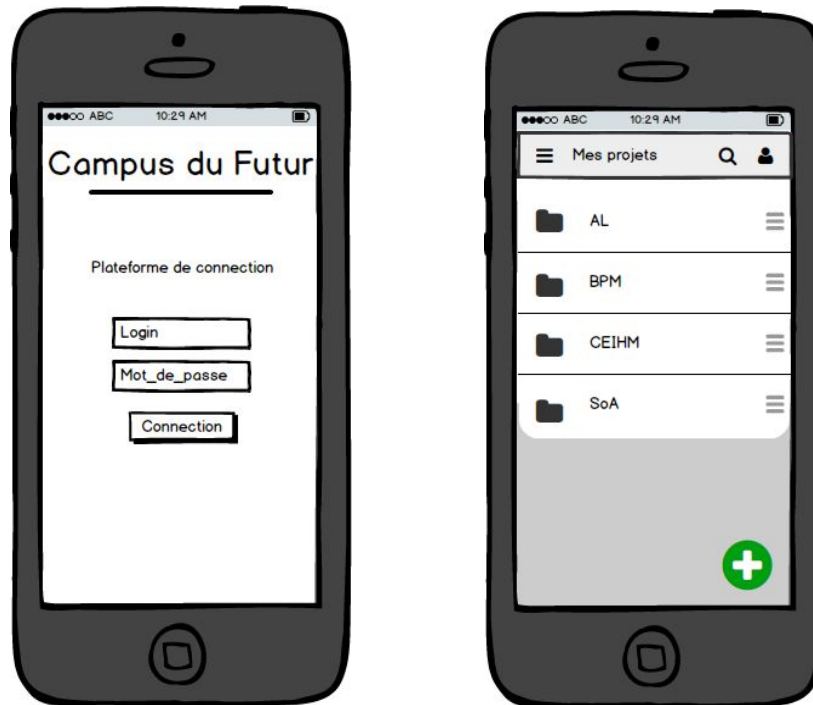 ABC 10:29 AM
Campus du Futur
Plateforme de connection
Login
Mot_de_passe
Connection
ABC 10:29 AM
Mes projets
AL
BPM
CEIHM
SoA